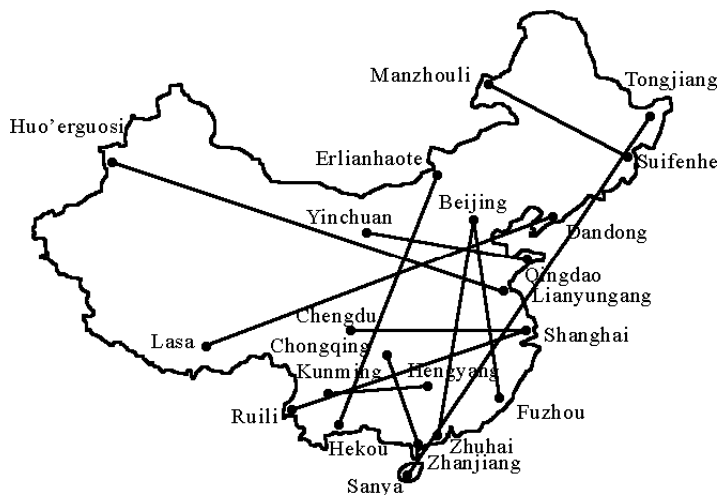 Manzhouli
Tongjiang
Huo'erguosi
Erlianhaote
Suifenhe
Beijing
Yinchuan
Dandong
Qingdao
Lianyungang
Chengdu
Shanghai
Lasa
Chongqing
Kunming
Hengyang
Ruili
Fuzhou
Hekou
Zhuhai
Zhanjiang
Sanya